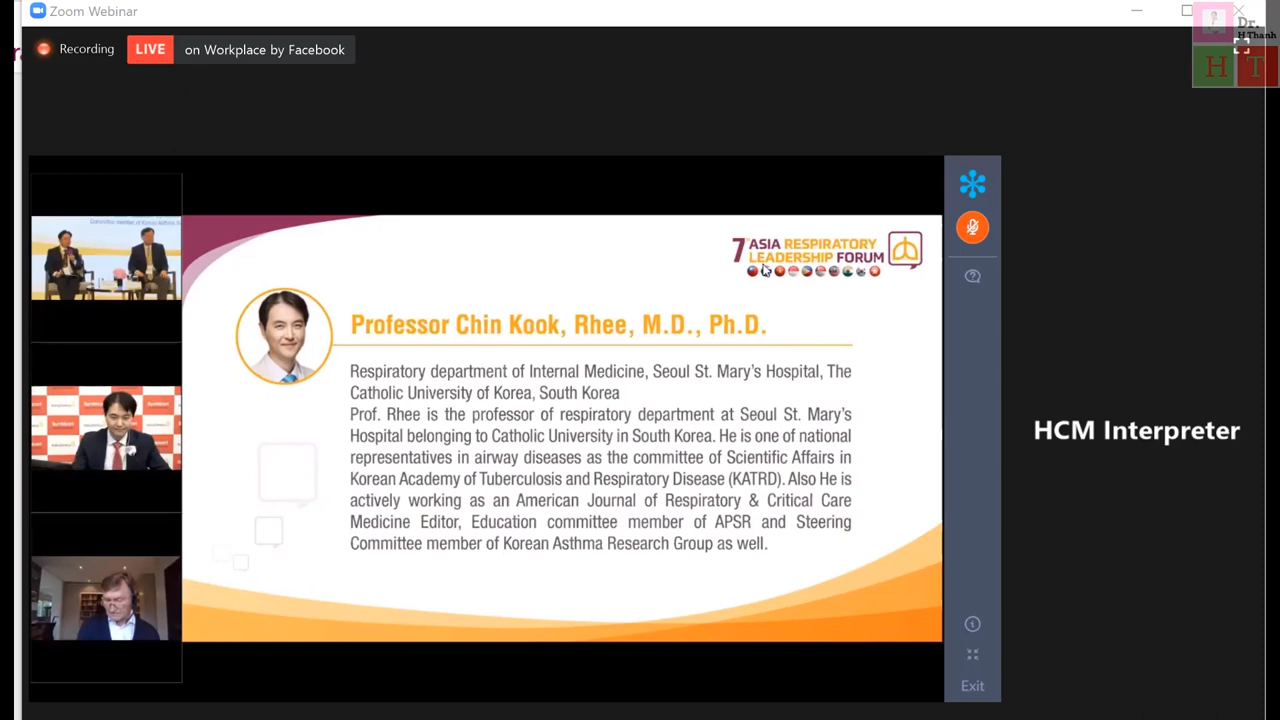 Zoom Webinar
Recording
LIVE
on Workplace by Facebook
Dr.
H Thanh
H T
7
ASIA RESPIRATORY
LEADERSHIP FORUM
Professor Chin Kook, Rhee, M.D., Ph.D.
Respiratory department of Internal Medicine, Seoul St. Mary's Hospital, The
Catholic University of Korea, South Korea
Prof. Rhee is the professor of respiratory department at Seoul St. Mary's
Hospital belonging to Catholic University in South Korea. He is one of national
representatives in airway diseases as the committee of Scientific Affairs in
Korean Academy of Tuberculosis and Respiratory Disease (KATRD). Also He is
actively working as an American Journal of Respiratory & Critical Care
Medicine Editor, Education committee member of APSR and Steering
Committee member of Korean Asthma Research Group as well.
HCM Interpreter
Exit